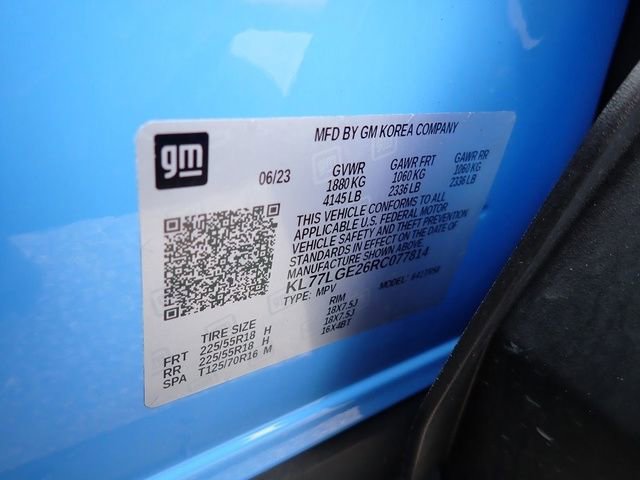 gm
MFD BY GM KOREA COMPANY
06/23
GVWR GAWR FRT GAWR RR
1880 KG 1060 KG 1060 KG
4145 LB 2336 LB 2336 LB
THIS VEHICLE CONFORMS TO ALL
APPLICABLE U.S. FEDERAL MOTOR
VEHICLE SAFETY AND THEFT PREVENTION
STANDARDS IN EFFECT ON THE DATE OF
MANUFACTURE SHOWN ABOVE
KL77LGE26RC077814
TYPE: MPV MODEL:
TIRE SIZE RIM
FRT 225/55R18 H 18X7.5J
RR 225/55R18 H 18X7.5J
SPA T125/70R16 M 16X4BT